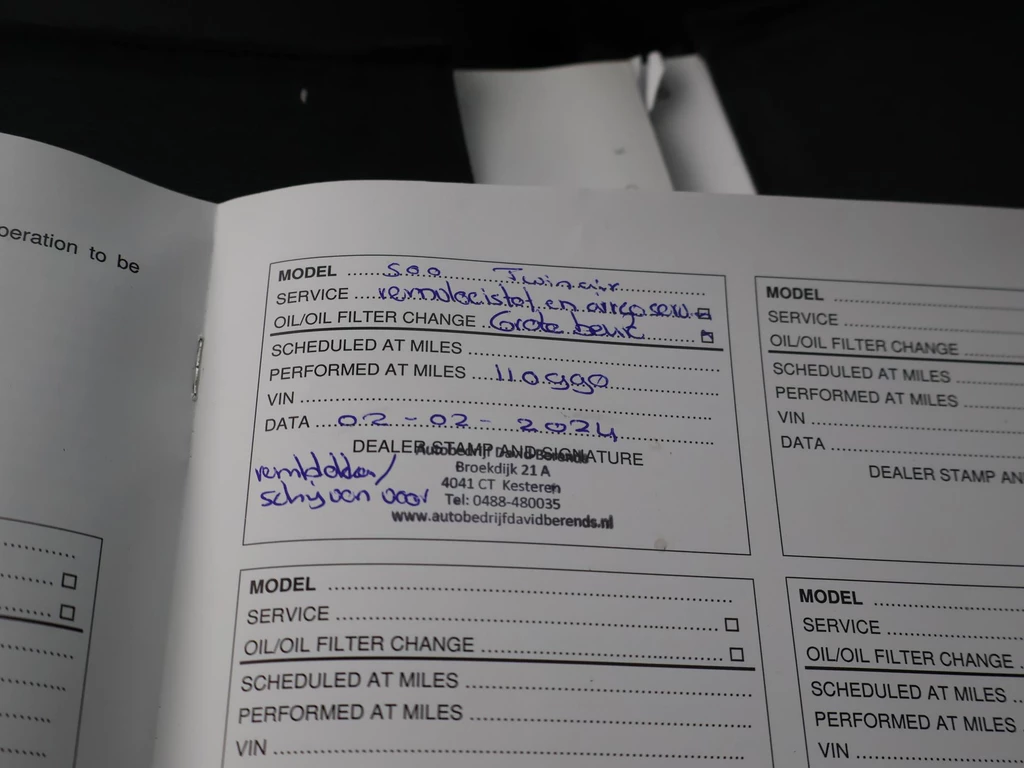 peration to be
MODEL 500 Twinair
SERVICE remvloeistof en airco serv.
OIL/OIL FILTER CHANGE Grote beurt
SCHEDULED AT MILES
PERFORMED AT MILES 110990
VIN
DATA 02-02-2024
DEALER STAMP AND SIGNATURE
Autobedrijf David Berends
Broekdijk 21 A
4041 CT Kesteren
Tel: 0488-480035
www.autobedrijfdavidberends.nl
remblokken/
schijven voor
MODEL
SERVICE
OIL/OIL FILTER CHANGE
SCHEDULED AT MILES
PERFORMED AT MILES
VIN
DATA
DEALER STAMP AN
MODEL
SERVICE
OIL/OIL FILTER CHANGE
SCHEDULED AT MILES
PERFORMED AT MILES
VIN
MODEL
SERVICE
OIL/OIL FILTER CHANGE
SCHEDULED AT MILES
PERFORMED AT MILES
VIN